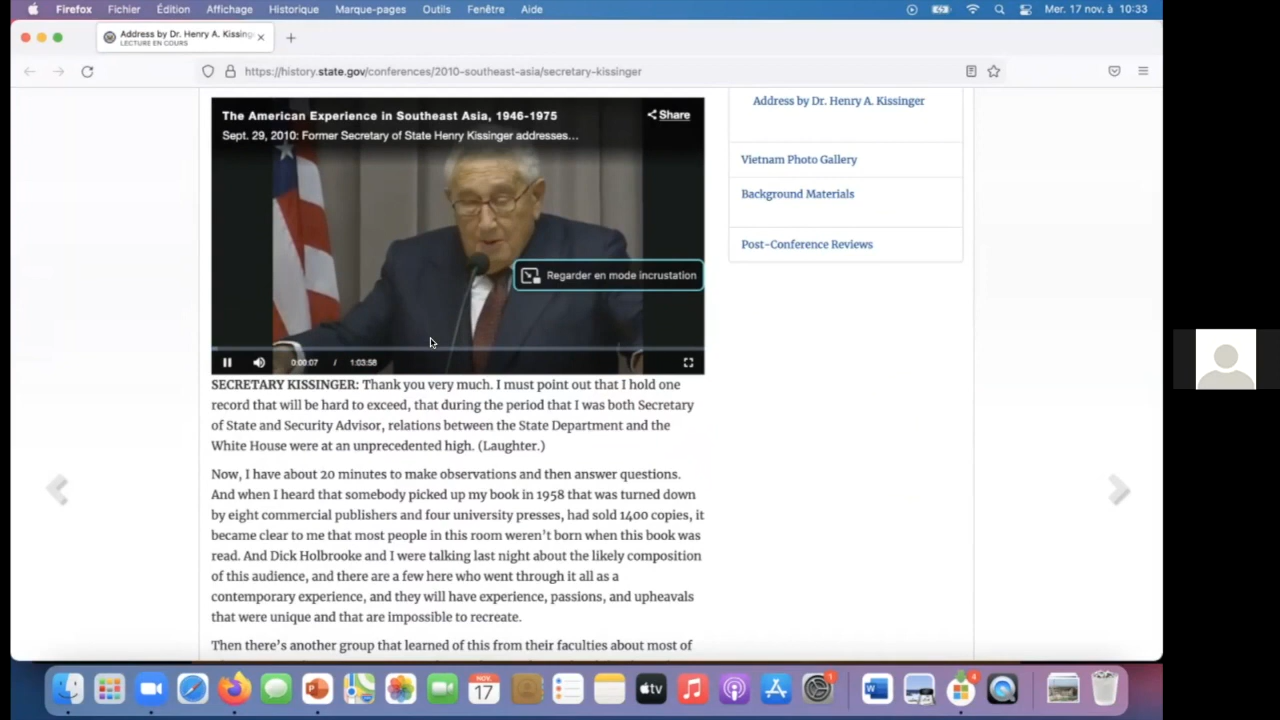 Firefox Fichier Édition Affichage Historique Marque-pages Outils Fenêtre Aide Mer. 17 nov. à 10:33
Address by Dr. Henry A. Kissing
LECTURE EN COURS
https://history.state.gov/conferences/2010-southeast-asia/secretary-kissinger
The American Experience in Southeast Asia, 1946-1975
Share
Sept. 29, 2010: Former Secretary of State Henry Kissinger addresses...
Regarder en mode incrustation
0:00:07 / 1:03:58
Address by Dr. Henry A. Kissinger
Vietnam Photo Gallery
Background Materials
Post-Conference Reviews
SECRETARY KISSINGER: Thank you very much. I must point out that I hold one
record that will be hard to exceed, that during the period that I was both Secretary
of State and Security Advisor, relations between the State Department and the
White House were at an unprecedented high. (Laughter.)
Now, I have about 20 minutes to make observations and then answer questions.
And when I heard that somebody picked up my book in 1958 that was turned down
by eight commercial publishers and four university presses, had sold 1400 copies, it
became clear to me that most people in this room weren't born when this book was
read. And Dick Holbrooke and I were talking last night about the likely composition
of this audience, and there are a few here who went through it all as a
contemporary experience, and they will have experience, passions, and upheavals
that were unique and that are impossible to recreate.
Then there's another group that learned of this from their faculties about most of
NOV.
17
tv
1
4